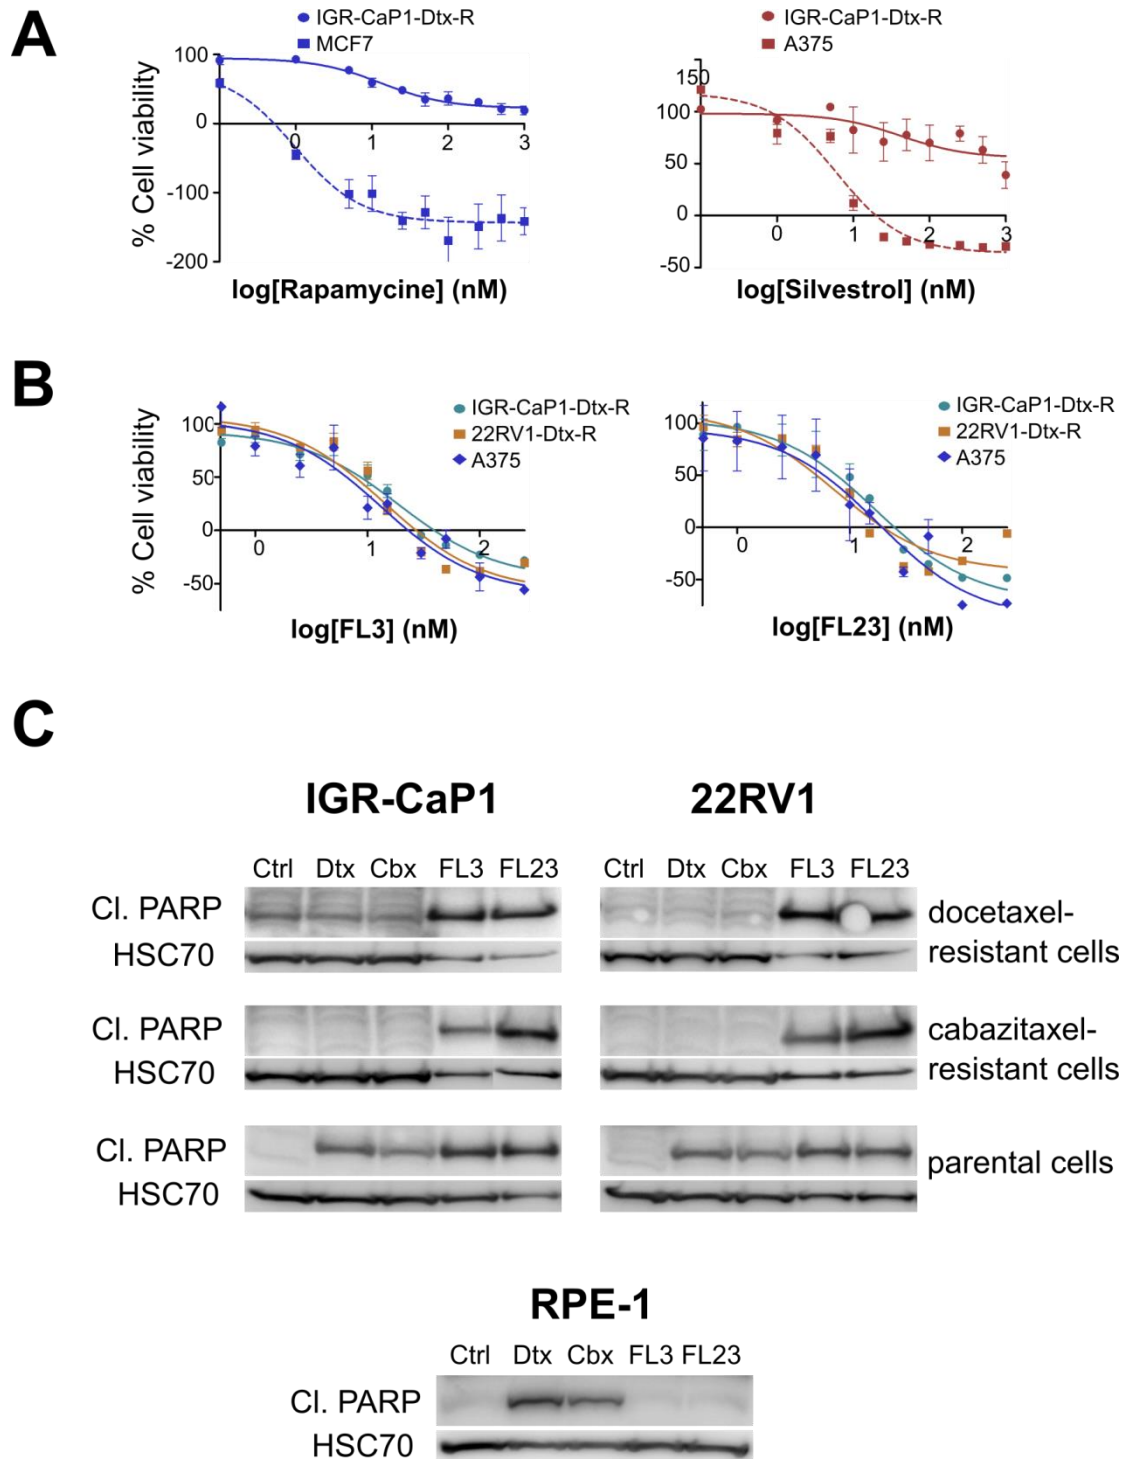 A
IGR-CaP1-Dtx-R
MCF7
% Cell viability
100
0
-100
-200
0
1
2
3
log[Rapamycine] (nM)
IGR-CaP1-Dtx-R
A375
150
100
50
0
-50
0
1
2
3
log[Silvestrol] (nM)
B
IGR-CaP1-Dtx-R
22RV1-Dtx-R
A375
% Cell viability
100
50
0
-50
0
1
2
log[FL3] (nM)
IGR-CaP1-Dtx-R
22RV1-Dtx-R
A375
100
50
0
-50
0
1
2
log[FL23] (nM)
C
IGR-CaP1
22RV1
Ctrl Dtx Cbx FL3 FL23
Ctrl Dtx Cbx FL3 FL23
Cl. PARP
HSC70
docetaxel-
resistant cells
Cl. PARP
HSC70
cabazitaxel-
resistant cells
Cl. PARP
HSC70
parental cells
RPE-1
Ctrl Dtx Cbx FL3 FL23
Cl. PARP
HSC70